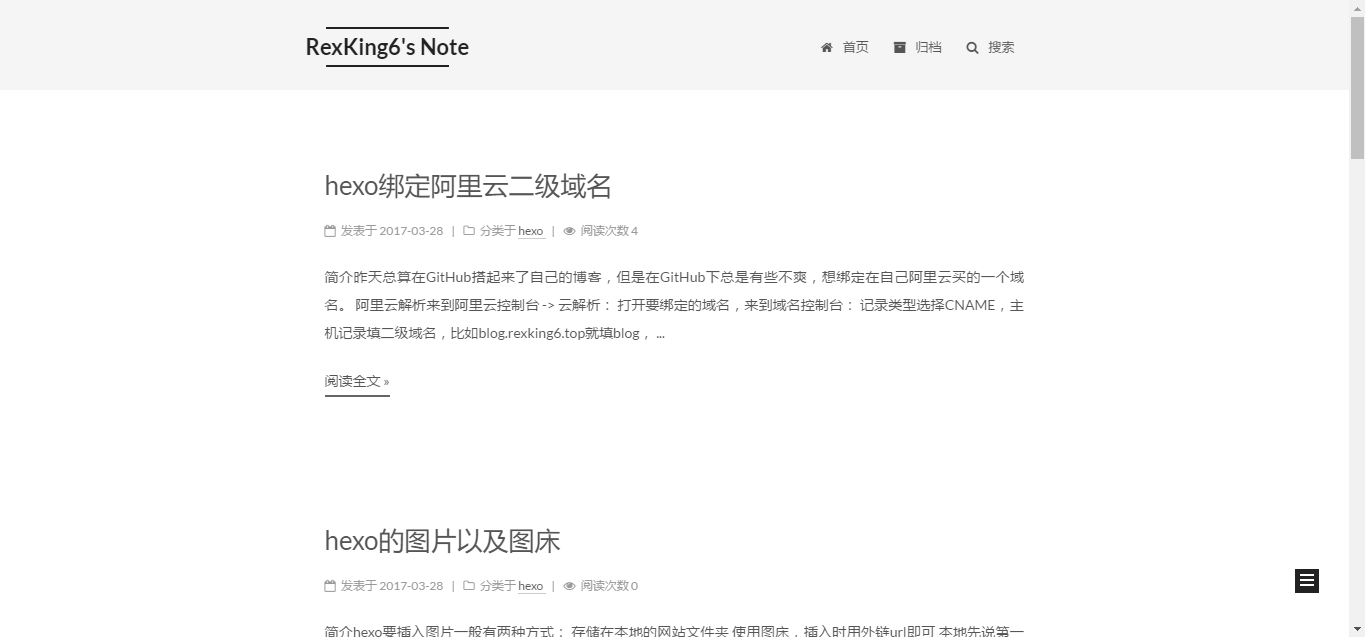 RexKing6's Note
首页 归档 搜索
hexo绑定阿里云二级域名
发表于 2017-03-28 | 分类于 hexo | 阅读次数 4
简介昨天总算在GitHub搭起来了自己的博客，但是在GitHub下总是有些不爽，想绑定在自己阿里云买的一个域
名。 阿里云解析来到阿里云控制台 -> 云解析： 打开要绑定的域名，来到域名控制台： 记录类型选择CNAME，主
机记录填二级域名，比如blog.rexking6.top就填blog， ...
阅读全文 »
hexo的图片以及图床
发表于 2017-03-28 | 分类于 hexo | 阅读次数 0
简介hexo要插入图片一般有两种方式： 存储在本地的网站文件夹 使用图床，插入时用外链url即可 本地先说第一